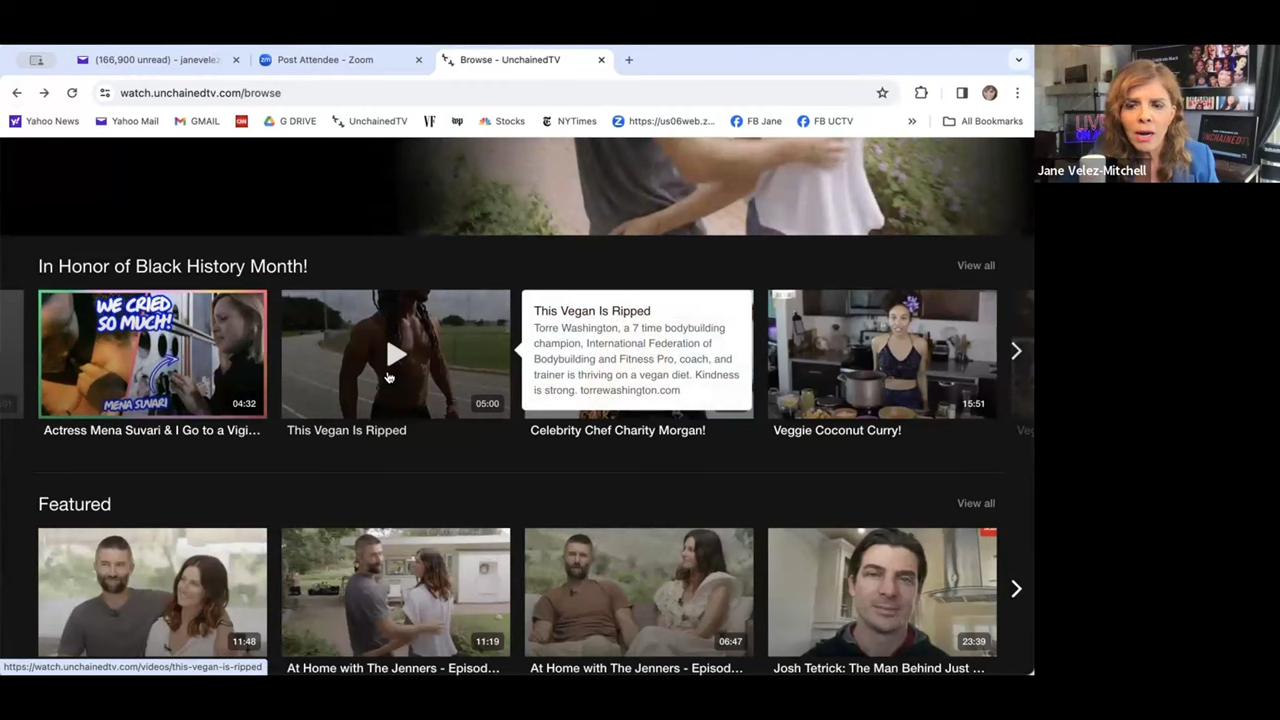 (166,900 unread) - janevelez
Post Attendee - Zoom
Browse - UnchainedTV
watch.unchainedtv.com/browse
Yahoo News
Yahoo Mail
GMAIL
CNN
G DRIVE
UnchainedTV
VF
wp
Stocks
NYTimes
https://us06web.z...
FB Jane
FB UCTV
All Bookmarks
LIVE
UNCHAINEDTV
Jane Velez-Mitchell
In Honor of Black History Month!
View all
WE CRIED
SO MUCH!
MENA SUVARI
04:32
05:00
This Vegan Is Ripped
Torre Washington, a 7 time bodybuilding
champion, International Federation of
Bodybuilding and Fitness Pro, coach, and
trainer is thriving on a vegan diet. Kindness
is strong. torrewashington.com
15:51
Actress Mena Suvari & I Go to a Vigi...
This Vegan Is Ripped
Celebrity Chef Charity Morgan!
Veggie Coconut Curry!
Featured
View all
11:48
11:19
06:47
23:39
https://watch.unchainedtv.com/videos/this-vegan-is-ripped
At Home with The Jenners - Episod...
At Home with The Jenners - Episod...
Josh Tetrick: The Man Behind Just ...